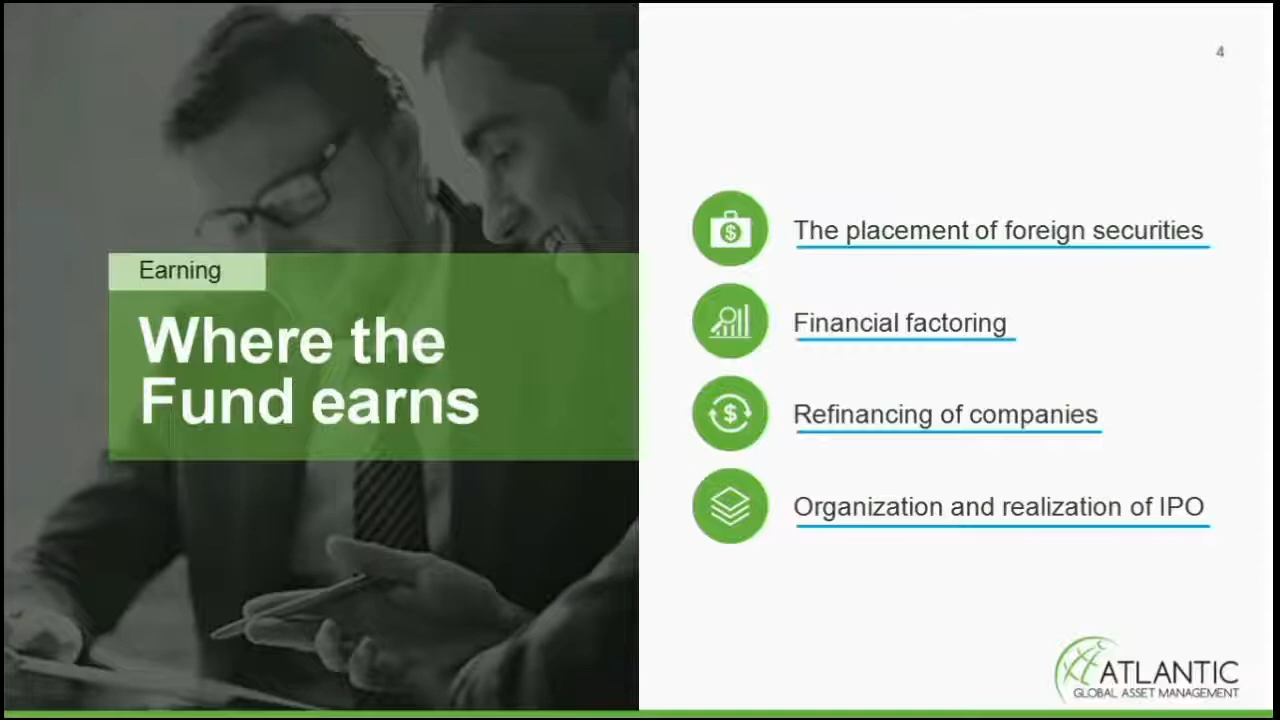 4
Earning
Where the
Fund earns
The placement of foreign securities
Financial factoring
Refinancing of companies
Organization and realization of IPO
ATLANTIC
GLOBAL ASSET MANAGEMENT